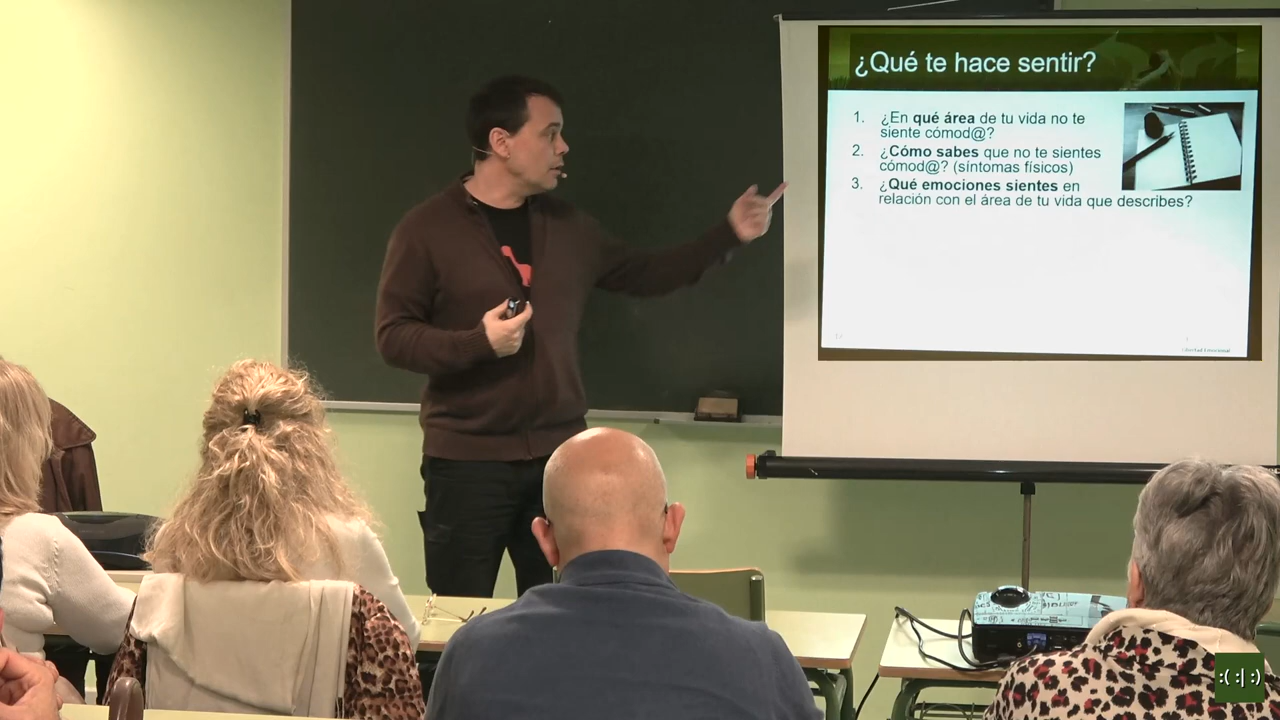 ¿Qué te hace sentir?
1. ¿En qué área de tu vida no te
siente cómod@?
2. ¿Cómo sabes que no te sientes
cómod@? (síntomas físicos)
3. ¿Qué emociones sientes en
relación con el área de tu vida que describes?
Libertad Emocional
:( :| :)